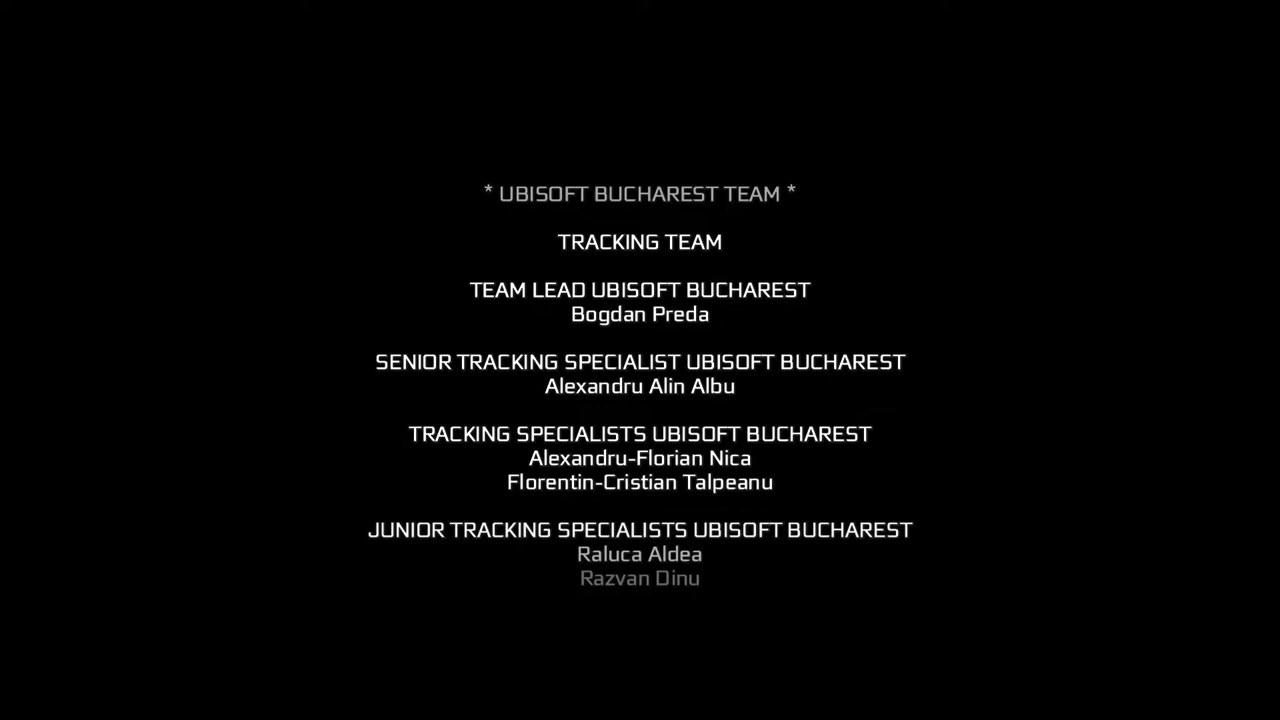 * UBISOFT BUCHAREST TEAM *
TRACKING TEAM
TEAM LEAD UBISOFT BUCHAREST
Bogdan Preda
SENIOR TRACKING SPECIALIST UBISOFT BUCHAREST
Alexandru Alin Albu
TRACKING SPECIALISTS UBISOFT BUCHAREST
Alexandru-Florian Nica
Florentin-Cristian Talpeanu
JUNIOR TRACKING SPECIALISTS UBISOFT BUCHAREST
Raluca Aldea
Razvan Dinu